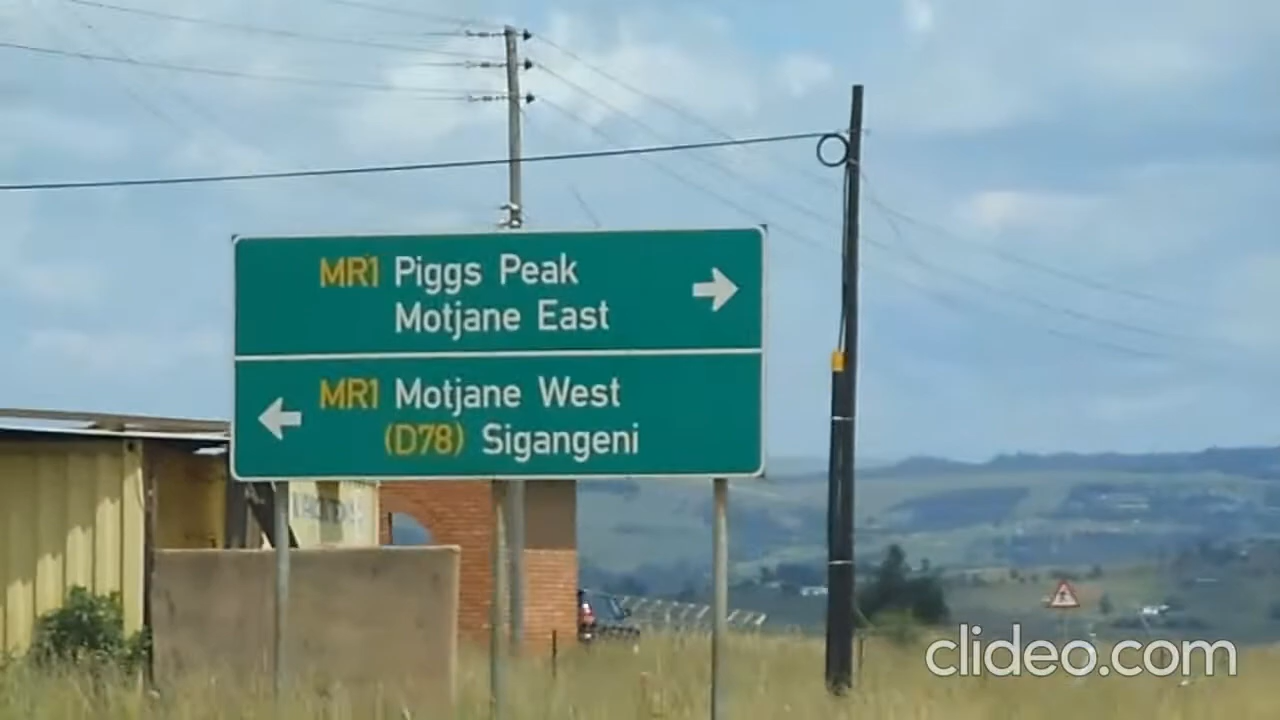 MR1 Piggs Peak
Motjane East
MR1 Motjane West
(D78) Sigangeni
clideo.com